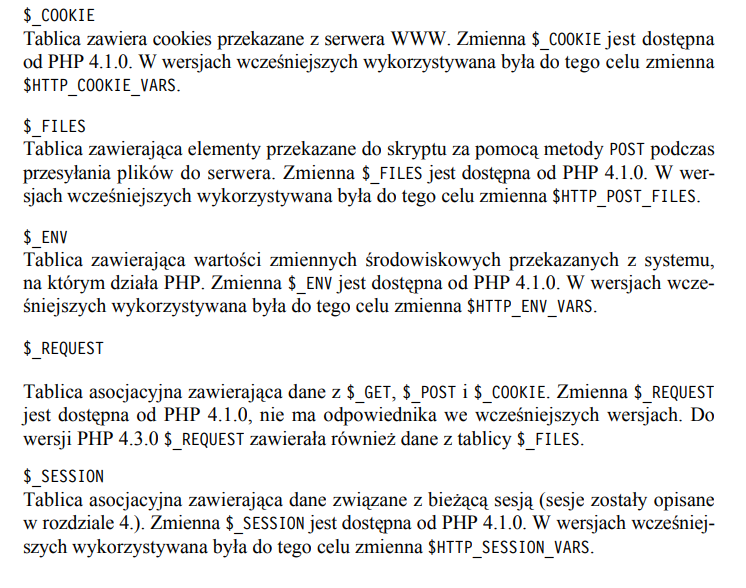 $_COOKIE
Tablica zawiera cookies przekazane z serwera WWW. Zmienna $_COOKIE jest dostępna
od PHP 4.1.0. W wersjach wcześniejszych wykorzystywana była do tego celu zmienna
$HTTP_COOKIE_VARS.
$_FILES
Tablica zawierająca elementy przekazane do skryptu za pomocą metody POST podczas
przesyłania plików do serwera. Zmienna $_FILES jest dostępna od PHP 4.1.0. W wer-
sjach wcześniejszych wykorzystywana była do tego celu zmienna $HTTP_POST_FILES.
$_ENV
Tablica zawierająca wartości zmiennych środowiskowych przekazanych z systemu,
na którym działa PHP. Zmienna $_ENV jest dostępna od PHP 4.1.0. W wersjach wcze-
śniejszych wykorzystywana była do tego celu zmienna $HTTP_ENV_VARS.
$_REQUEST
Tablica asocjacyjna zawierająca dane z $_GET, $_POST i $_COOKIE. Zmienna $_REQUEST
jest dostępna od PHP 4.1.0, nie ma odpowiednika we wcześniejszych wersjach. Do
wersji PHP 4.3.0 $_REQUEST zawierała również dane z tablicy $_FILES.
$_SESSION
Tablica asocjacyjna zawierająca dane związane z bieżącą sesją (sesje zostały opisane
w rozdziale 4.). Zmienna $_SESSION jest dostępna od PHP 4.1.0. W wersjach wcześniej-
szych wykorzystywana była do tego celu zmienna $HTTP_SESSION_VARS.